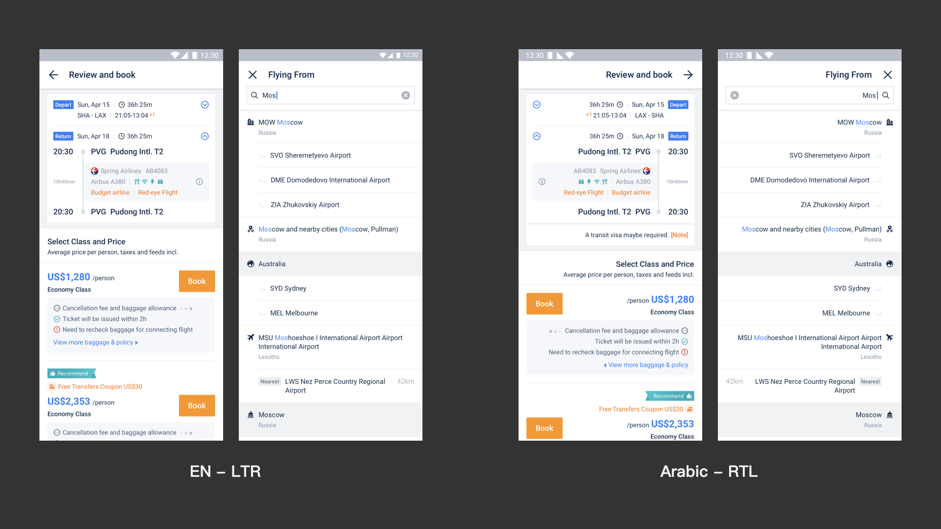 12:30
Review and book
Depart Sun, Apr 15 36h 25m
SHA - LAX 21:05-13:04 +1
Return Sun, Apr 18 36h 25m
20:30 PVG Pudong Intl. T2
Spring Airlines AB4083
10h40min Airbus A380
Budget airline Red-eye Flight
20:30 PVG Pudong Intl. T2
Select Class and Price
Average price per person, taxes and feeds incl.
US$1,280 /person
Book
Economy Class
Cancellation fee and baggage allowance
Ticket will be issued within 2h
Need to recheck baggage for connecting flight
View more baggage & policy
Recommend
Free Transfers Coupon US$30
US$2,353 /person
Book
Economy Class
Cancellation fee and baggage allowance
12:30
Flying From
Mos
MOW Moscow
Russia
SVO Sheremetyevo Airport
DME Domodedovo International Airport
ZIA Zhukovskiy Airport
Moscow and nearby cities (Moscow, Pullman)
Russia
Australia
SYD Sydney
MEL Melbourne
MSU Moshoeshoe I International Airport Airport
International Airport
Lesotho
Nearest LWS Nez Perce Country Regional 42km
Airport
Moscow
Russia
12:30
Review and book
36h 25m Sun, Apr 15 Depart
+1 21:05-13:04 LAX - SHA
36h 25m Sun, Apr 18 Return
Pudong Intl. T2 PVG 20:30
AB4083 Spring Airlines
Airbus A380 10h40min
Red-eye Flight Budget airline
Pudong Intl. T2 PVG 20:30
A transit visa maybe required. [Note]
Select Class and Price
Average price per person, taxes and feeds incl.
Book
/person US$1,280
Economy Class
Cancellation fee and baggage allowance
Ticket will be issued within 2h
Need to recheck baggage for connecting flight
View more baggage & policy
Recommend
Free Transfers Coupon US$30
Book
/person US$2,353
Economy Class
12:30
Flying From
Mos
MOW Moscow
Russia
SVO Sheremetyevo Airport
DME Domodedovo International Airport
ZIA Zhukovskiy Airport
Moscow and nearby cities (Moscow, Pullman)
Russia
Australia
SYD Sydney
MEL Melbourne
MSU Moshoeshoe I International Airport Airport
International Airport
Lesotho
42km LWS Nez Perce Country Regional Nearest
Airport
Moscow
Russia
EN – LTR
Arabic – RTL